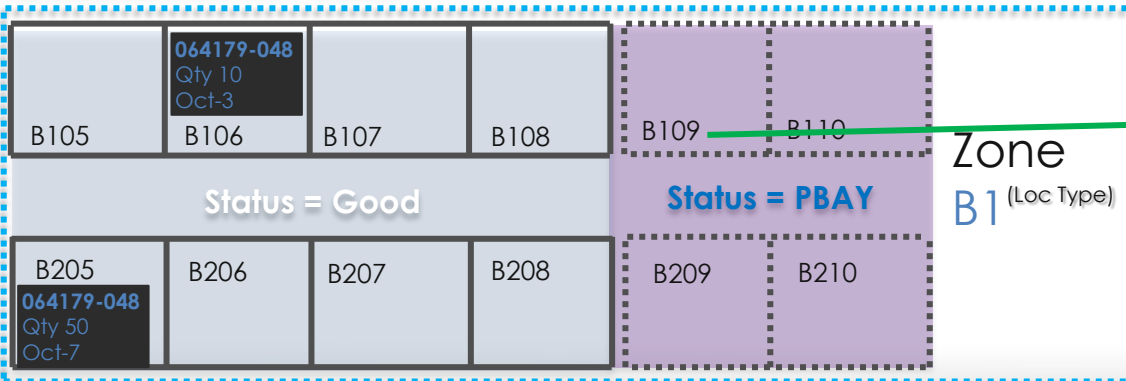 064179-048
Qty 10
Oct-3
B105
B106
B107
B108
B109
B110
Status = Good
Status = PBAY
Zone
B1 (Loc Type)
B205
B206
B207
B208
B209
B210
064179-048
Qty 50
Oct-7